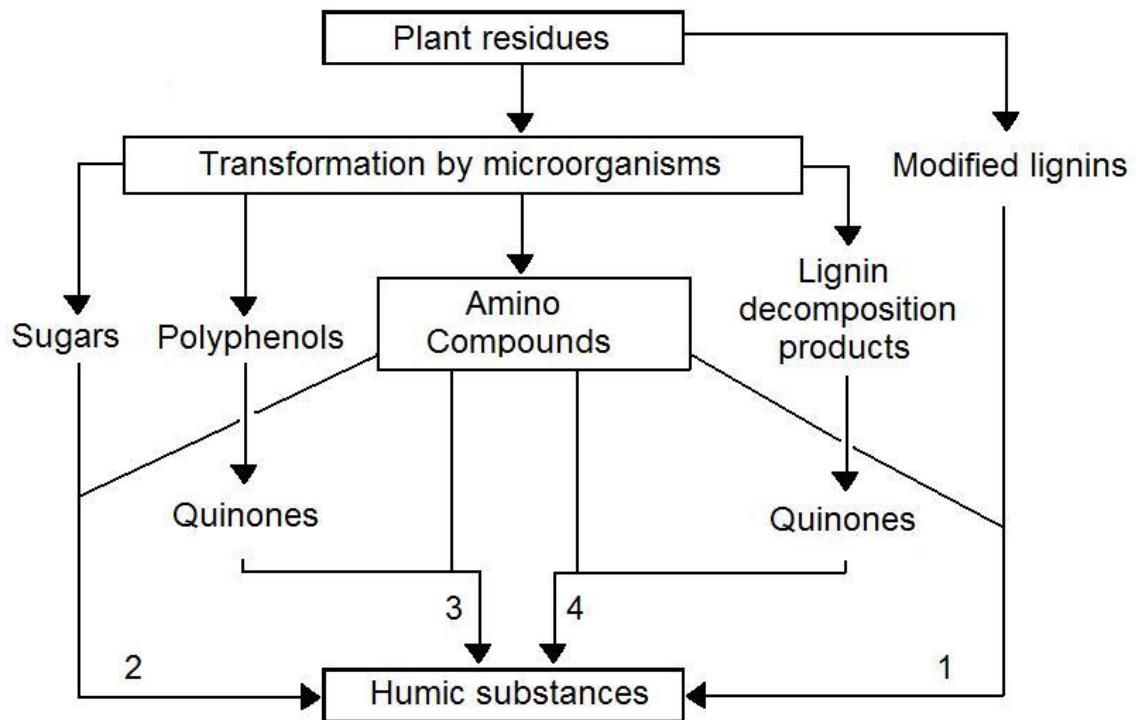 Plant residues
Transformation by microorganisms
Modified lignins
Sugars
Polyphenols
Amino
Compounds
Lignin
decomposition
products
Quinones
Quinones
3
4
2
1
Humic substances